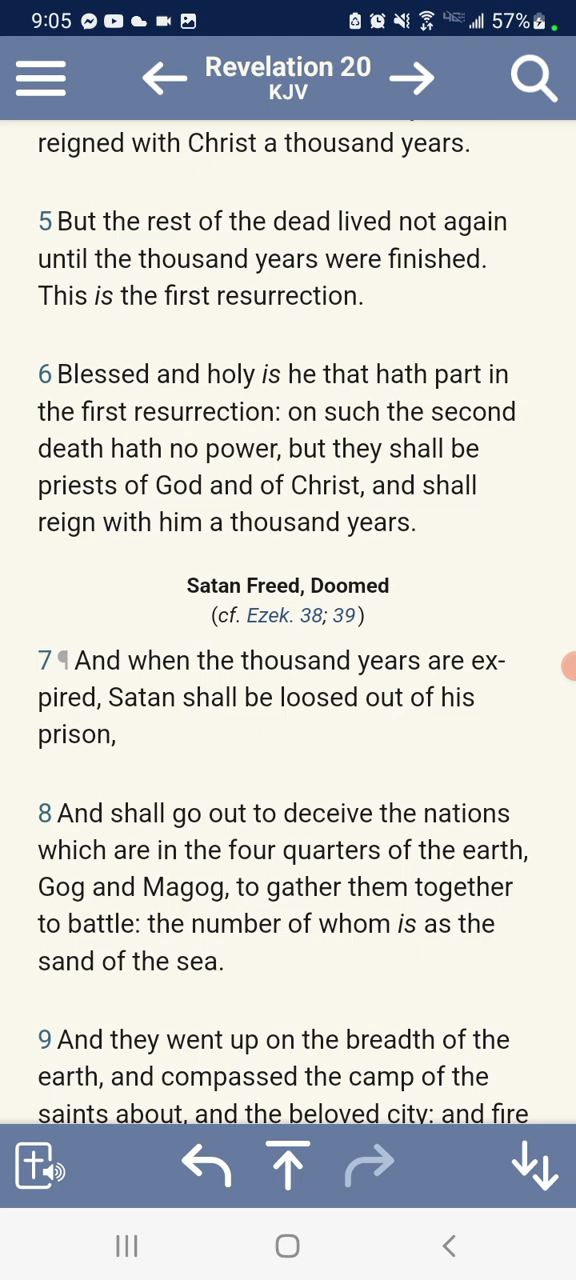 9:05
57%
Revelation 20
KJV
reigned with Christ a thousand years.
5 But the rest of the dead lived not again
until the thousand years were finished.
This is the first resurrection.
6 Blessed and holy is he that hath part in
the first resurrection: on such the second
death hath no power, but they shall be
priests of God and of Christ, and shall
reign with him a thousand years.
Satan Freed, Doomed
(cf. Ezek. 38; 39)
7 ¶ And when the thousand years are ex-
pired, Satan shall be loosed out of his
prison,
8 And shall go out to deceive the nations
which are in the four quarters of the earth,
Gog and Magog, to gather them together
to battle: the number of whom is as the
sand of the sea.
9 And they went up on the breadth of the
earth, and compassed the camp of the
saints about, and the beloved city: and fire